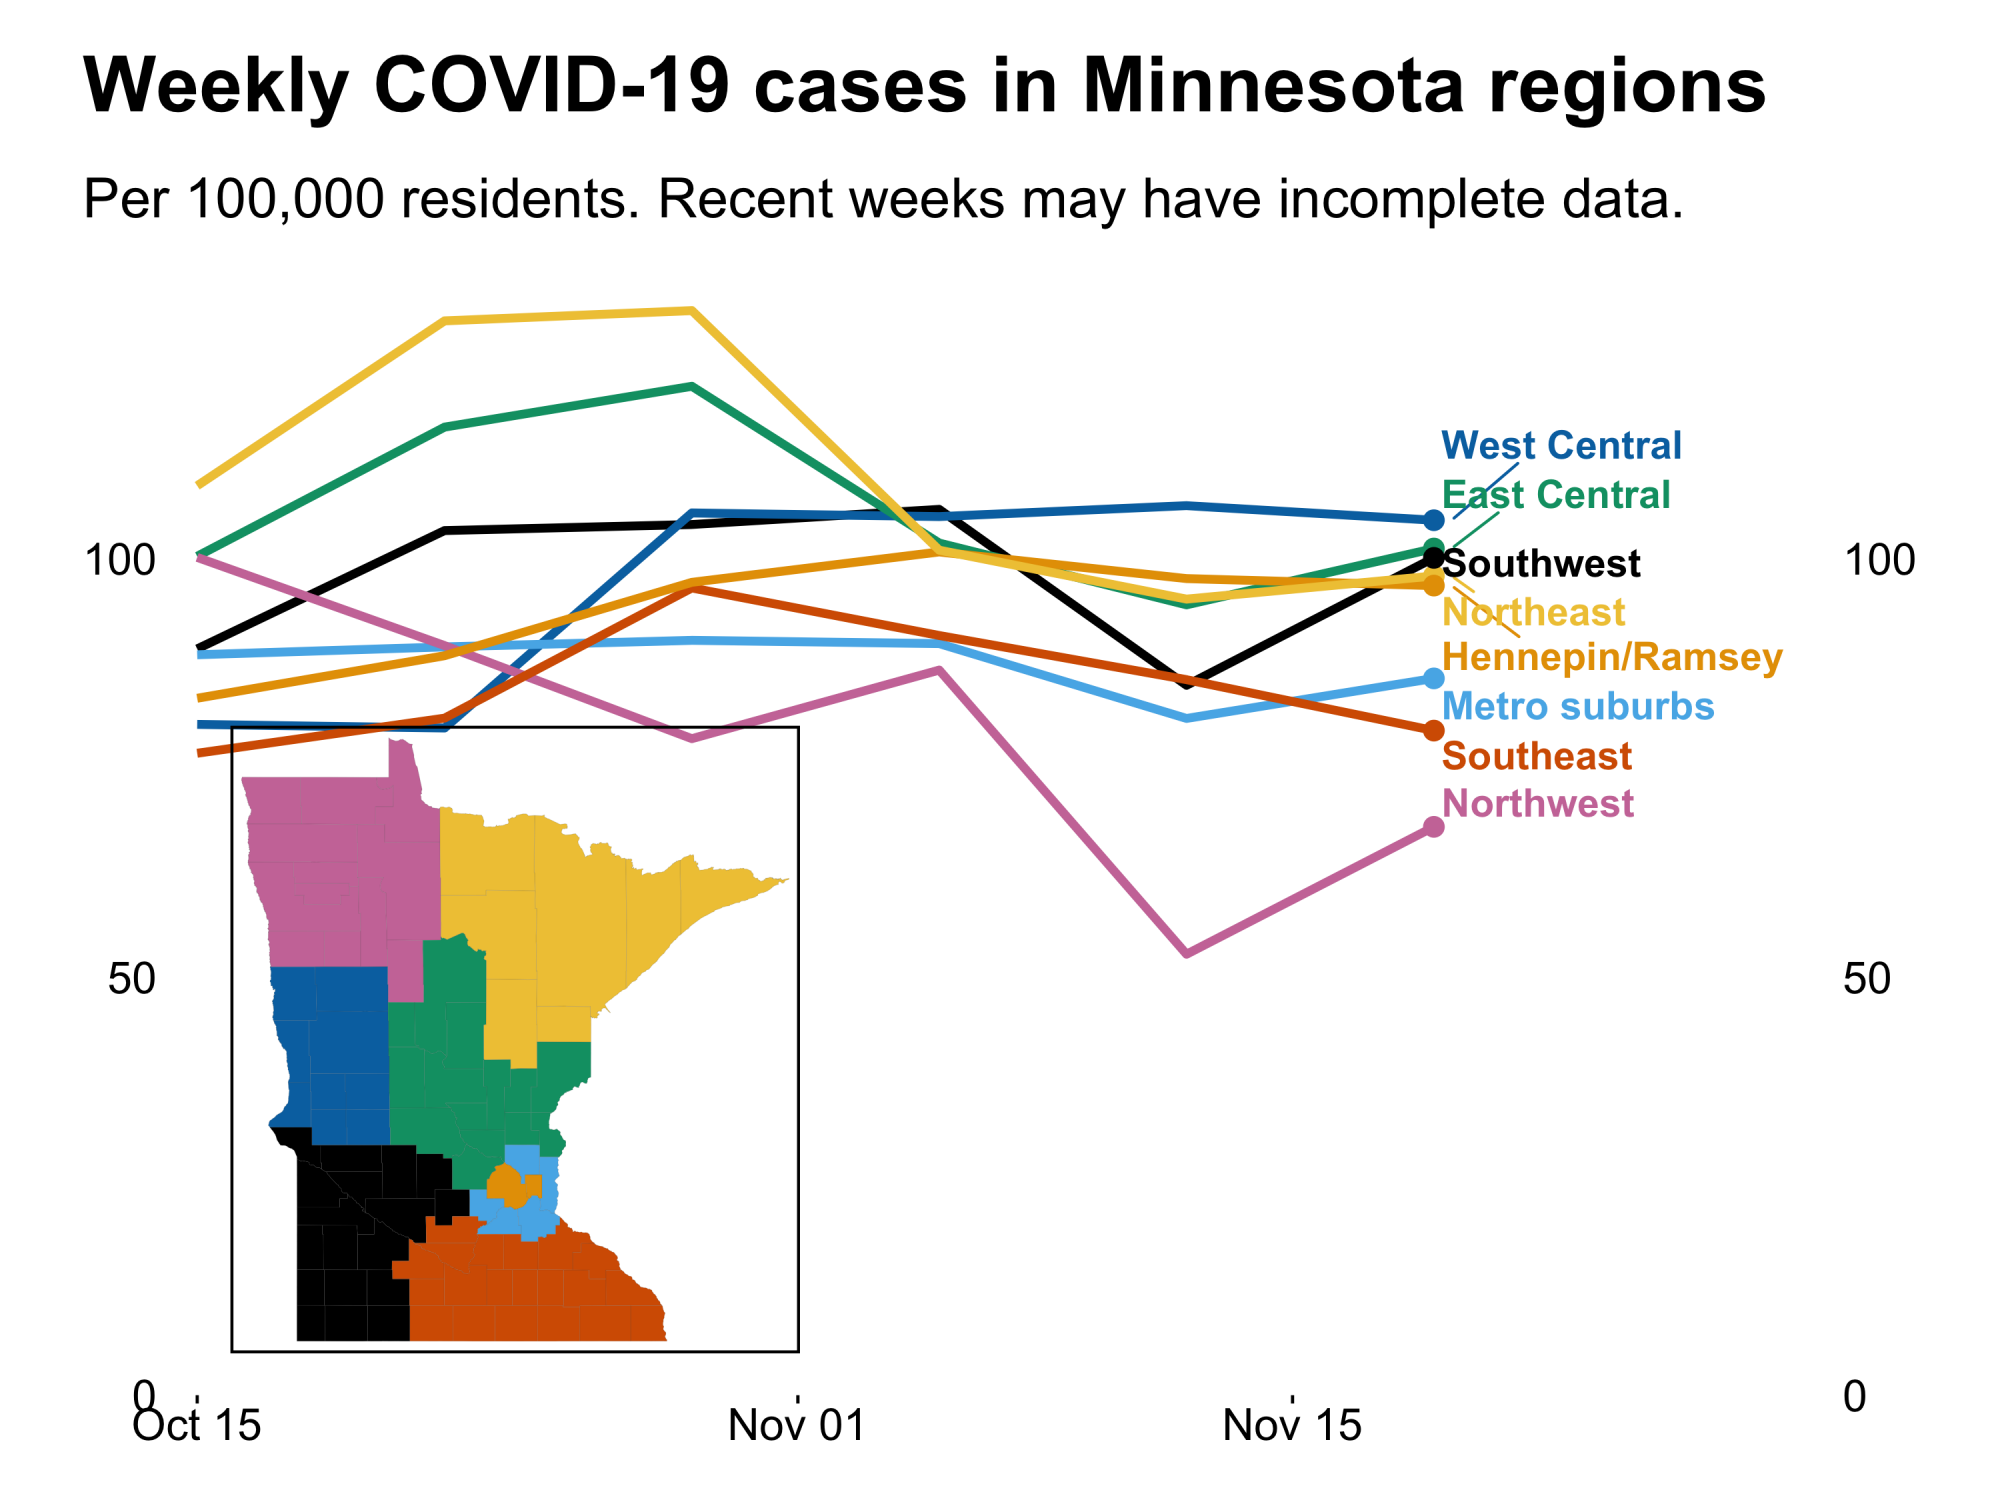 Weekly COVID-19 cases in Minnesota regions
Per 100,000 residents. Recent weeks may have incomplete data.
West Central
East Central
100
Southwest
100
Northeast
Hennepin/Ramsey
Metro suburbs
Southeast
Northwest
50
50
0
0
Oct 15
Nov 01
Nov 15